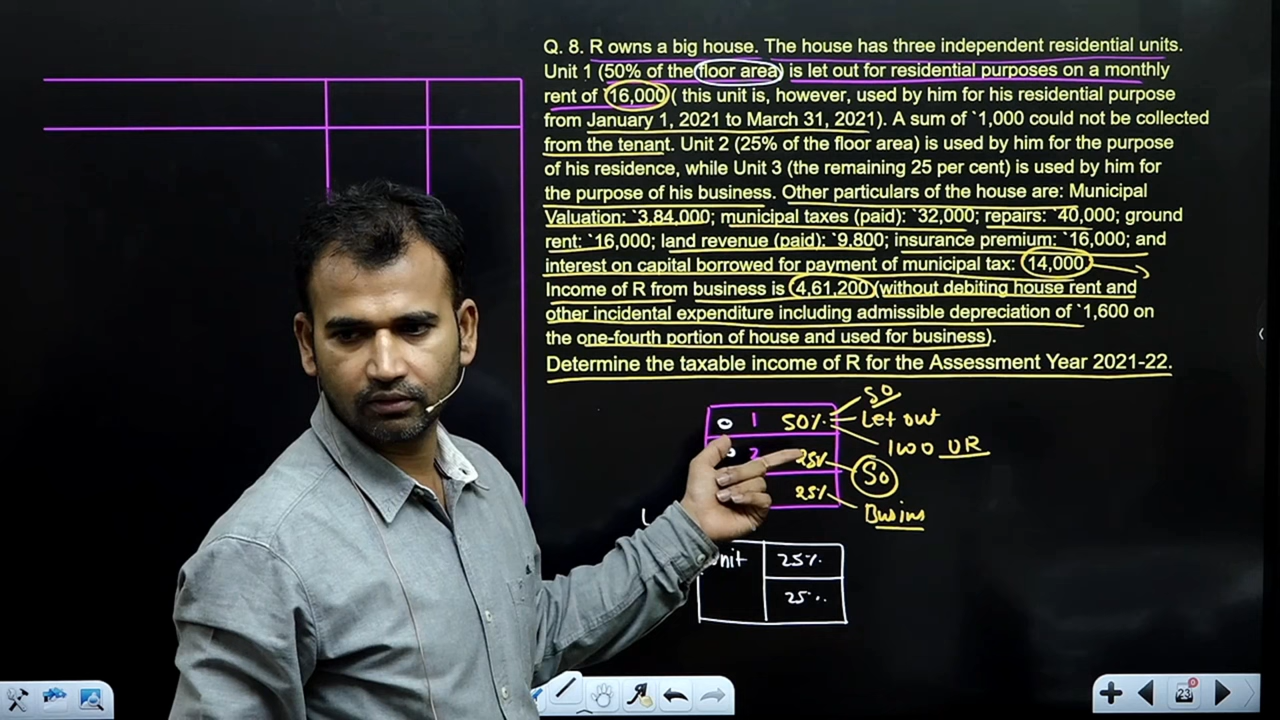 Q. 8. R owns a big house. The house has three independent residential units.
Unit 1 (50% of the floor area) is let out for residential purposes on a monthly
rent of `16,000 ( this unit is, however, used by him for his residential purpose
from January 1, 2021 to March 31, 2021). A sum of `1,000 could not be collected
from the tenant. Unit 2 (25% of the floor area) is used by him for the purpose
of his residence, while Unit 3 (the remaining 25 per cent) is used by him for
the purpose of his business. Other particulars of the house are: Municipal
Valuation: `3,84,000; municipal taxes (paid): `32,000; repairs: `40,000; ground
rent: `16,000; land revenue (paid): `9,800; insurance premium: `16,000; and
interest on capital borrowed for payment of municipal tax: 14,000
Income of R from business is 4,61,200 (without debiting house rent and
other incidental expenditure including admissible depreciation of `1,600 on
the one-fourth portion of house and used for business).
Determine the taxable income of R for the Assessment Year 2021-22.
SO
1 50% Let out
UR
2 25% SO
25% Busins
unit 25%
25%
23
0